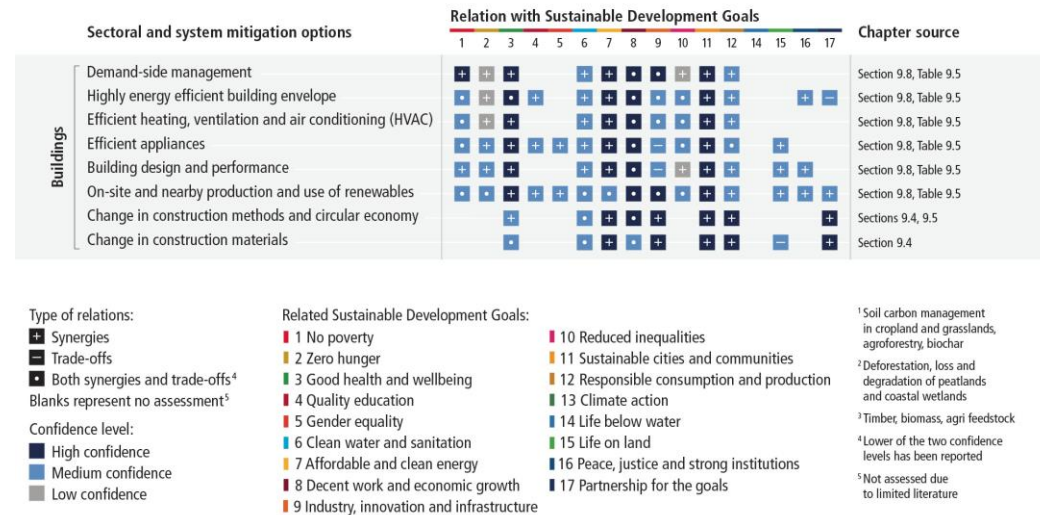 Relation with Sustainable Development Goals
Sectoral and system mitigation options
Chapter source
1 2 3 4 5 6 7 8 9 10 11 12 14 15 16 17
Buildings
Demand-side management + + + + + • • + + + Section 9.8, Table 9.5
Highly energy efficient building envelope • + • + + + • • • + + + − Section 9.8, Table 9.5
Efficient heating, ventilation and air conditioning (HVAC) • + + + + • • • + + Section 9.8, Table 9.5
Efficient appliances • + + + + + + • − • + • + Section 9.8, Table 9.5
Building design and performance + + + + + • − + + + + + Section 9.8, Table 9.5
On-site and nearby production and use of renewables • • + + + • • • • • + + + + + Section 9.8, Table 9.5
Change in construction methods and circular economy + • + • + + + + Sections 9.4, 9.5
Change in construction materials • • + • + + + − + Section 9.4
Type of relations:
+ Synergies
− Trade-offs
• Both synergies and trade-offs⁴
Blanks represent no assessment⁵
Confidence level:
High confidence
Medium confidence
Low confidence
Related Sustainable Development Goals:
1 No poverty
2 Zero hunger
3 Good health and wellbeing
4 Quality education
5 Gender equality
6 Clean water and sanitation
7 Affordable and clean energy
8 Decent work and economic growth
9 Industry, innovation and infrastructure
10 Reduced inequalities
11 Sustainable cities and communities
12 Responsible consumption and production
13 Climate action
14 Life below water
15 Life on land
16 Peace, justice and strong institutions
17 Partnership for the goals
¹ Soil carbon management
in cropland and grasslands,
agroforestry, biochar
² Deforestation, loss and
degradation of peatlands
and coastal wetlands
³ Timber, biomass, agri feedstock
⁴ Lower of the two confidence
levels has been reported
⁵ Not assessed due
to limited literature